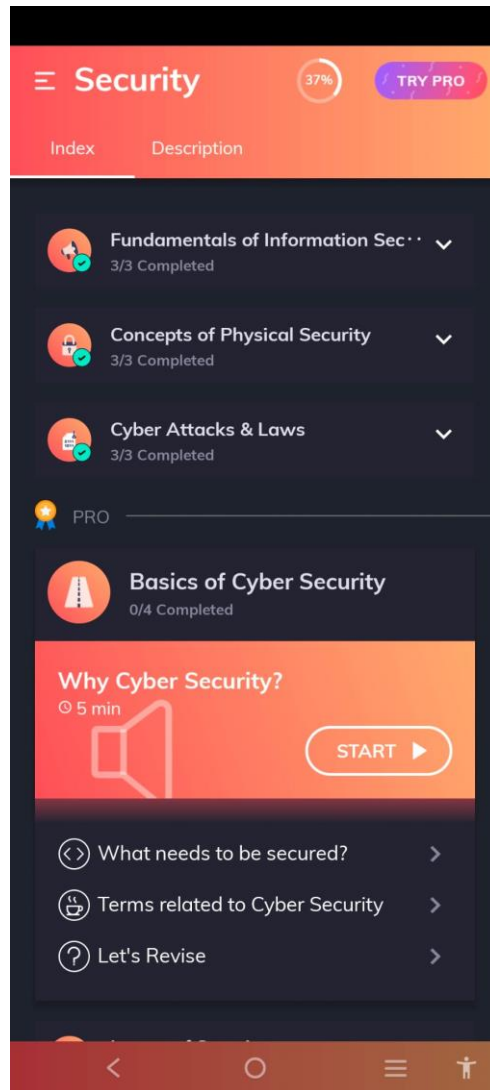 Security
37%
TRY PRO
Index
Description
Fundamentals of Information Sec··
3/3 Completed
Concepts of Physical Security
3/3 Completed
Cyber Attacks & Laws
3/3 Completed
PRO
Basics of Cyber Security
0/4 Completed
Why Cyber Security?
5 min
START
What needs to be secured?
Terms related to Cyber Security
Let's Revise